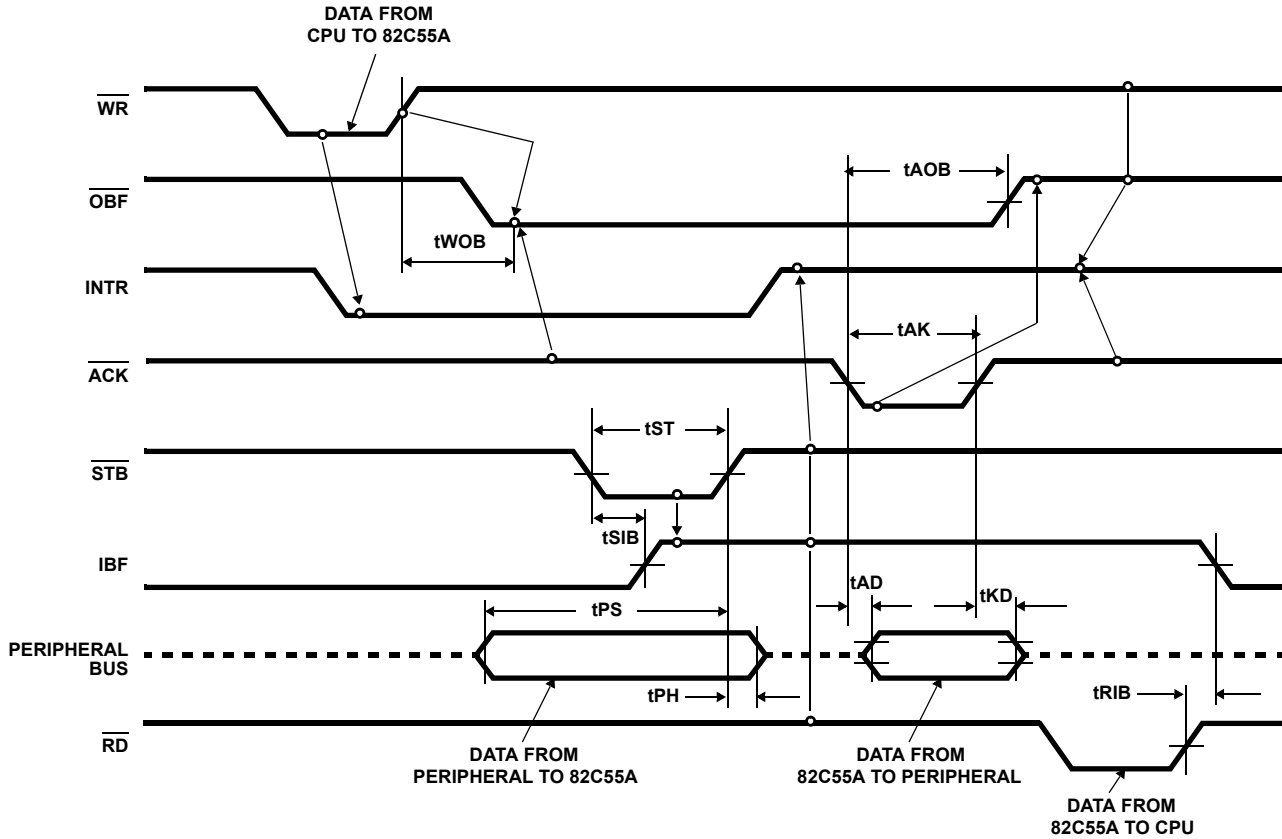 DATA FROM
CPU TO 82C55A
WR
OBF
tAOB
tWOB
INTR
tAK
ACK
tST
STB
tSIB
IBF
tAD
tKD
tPS
PERIPHERAL
BUS
tPH
tRIB
RD
DATA FROM
PERIPHERAL TO 82C55A
DATA FROM
82C55A TO PERIPHERAL
DATA FROM
82C55A TO CPU